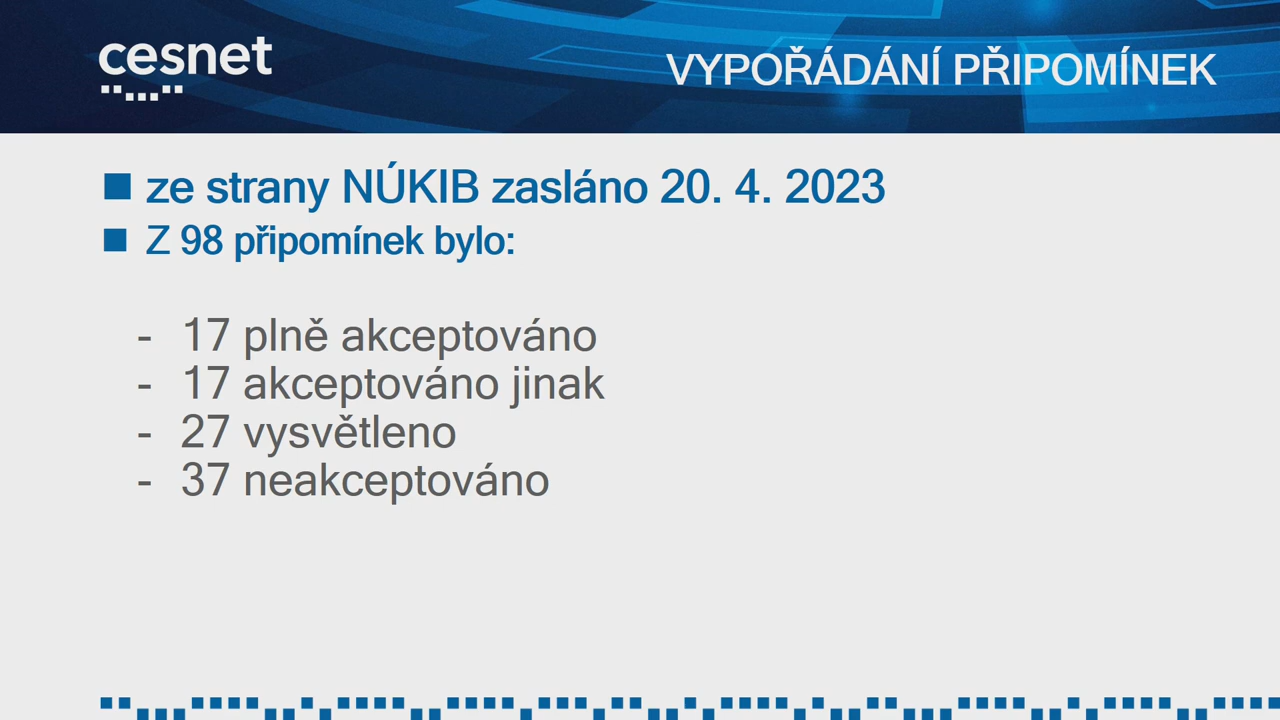 cesnet
VYPOŘÁDÁNÍ PŘIPOMÍNEK
ze strany NÚKIB zasláno 20. 4. 2023
Z 98 připomínek bylo:
- 17 plně akceptováno
- 17 akceptováno jinak
- 27 vysvětleno
- 37 neakceptováno